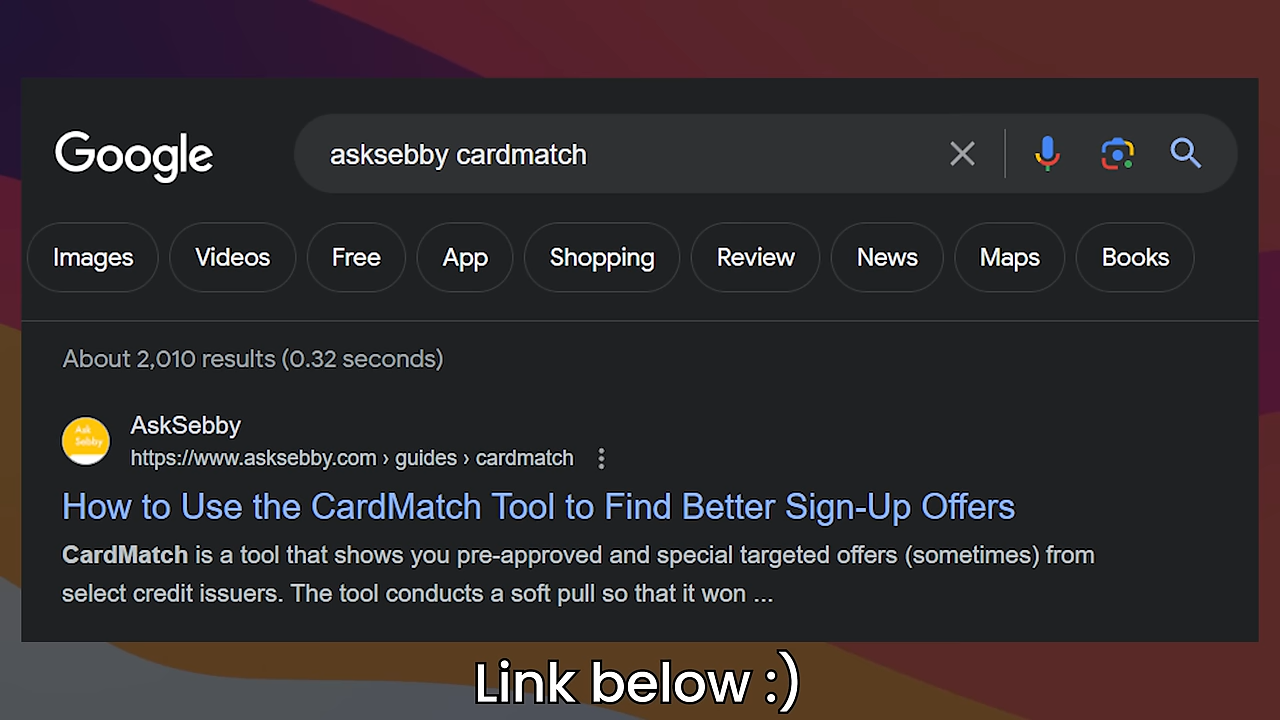 Google
asksebby cardmatch
Images Videos Free App Shopping Review News Maps Books
About 2,010 results (0.32 seconds)
Ask
Sebby
AskSebby
https://www.asksebby.com › guides › cardmatch
How to Use the CardMatch Tool to Find Better Sign-Up Offers
CardMatch is a tool that shows you pre-approved and special targeted offers (sometimes) from
select credit issuers. The tool conducts a soft pull so that it won ...
Link below :)